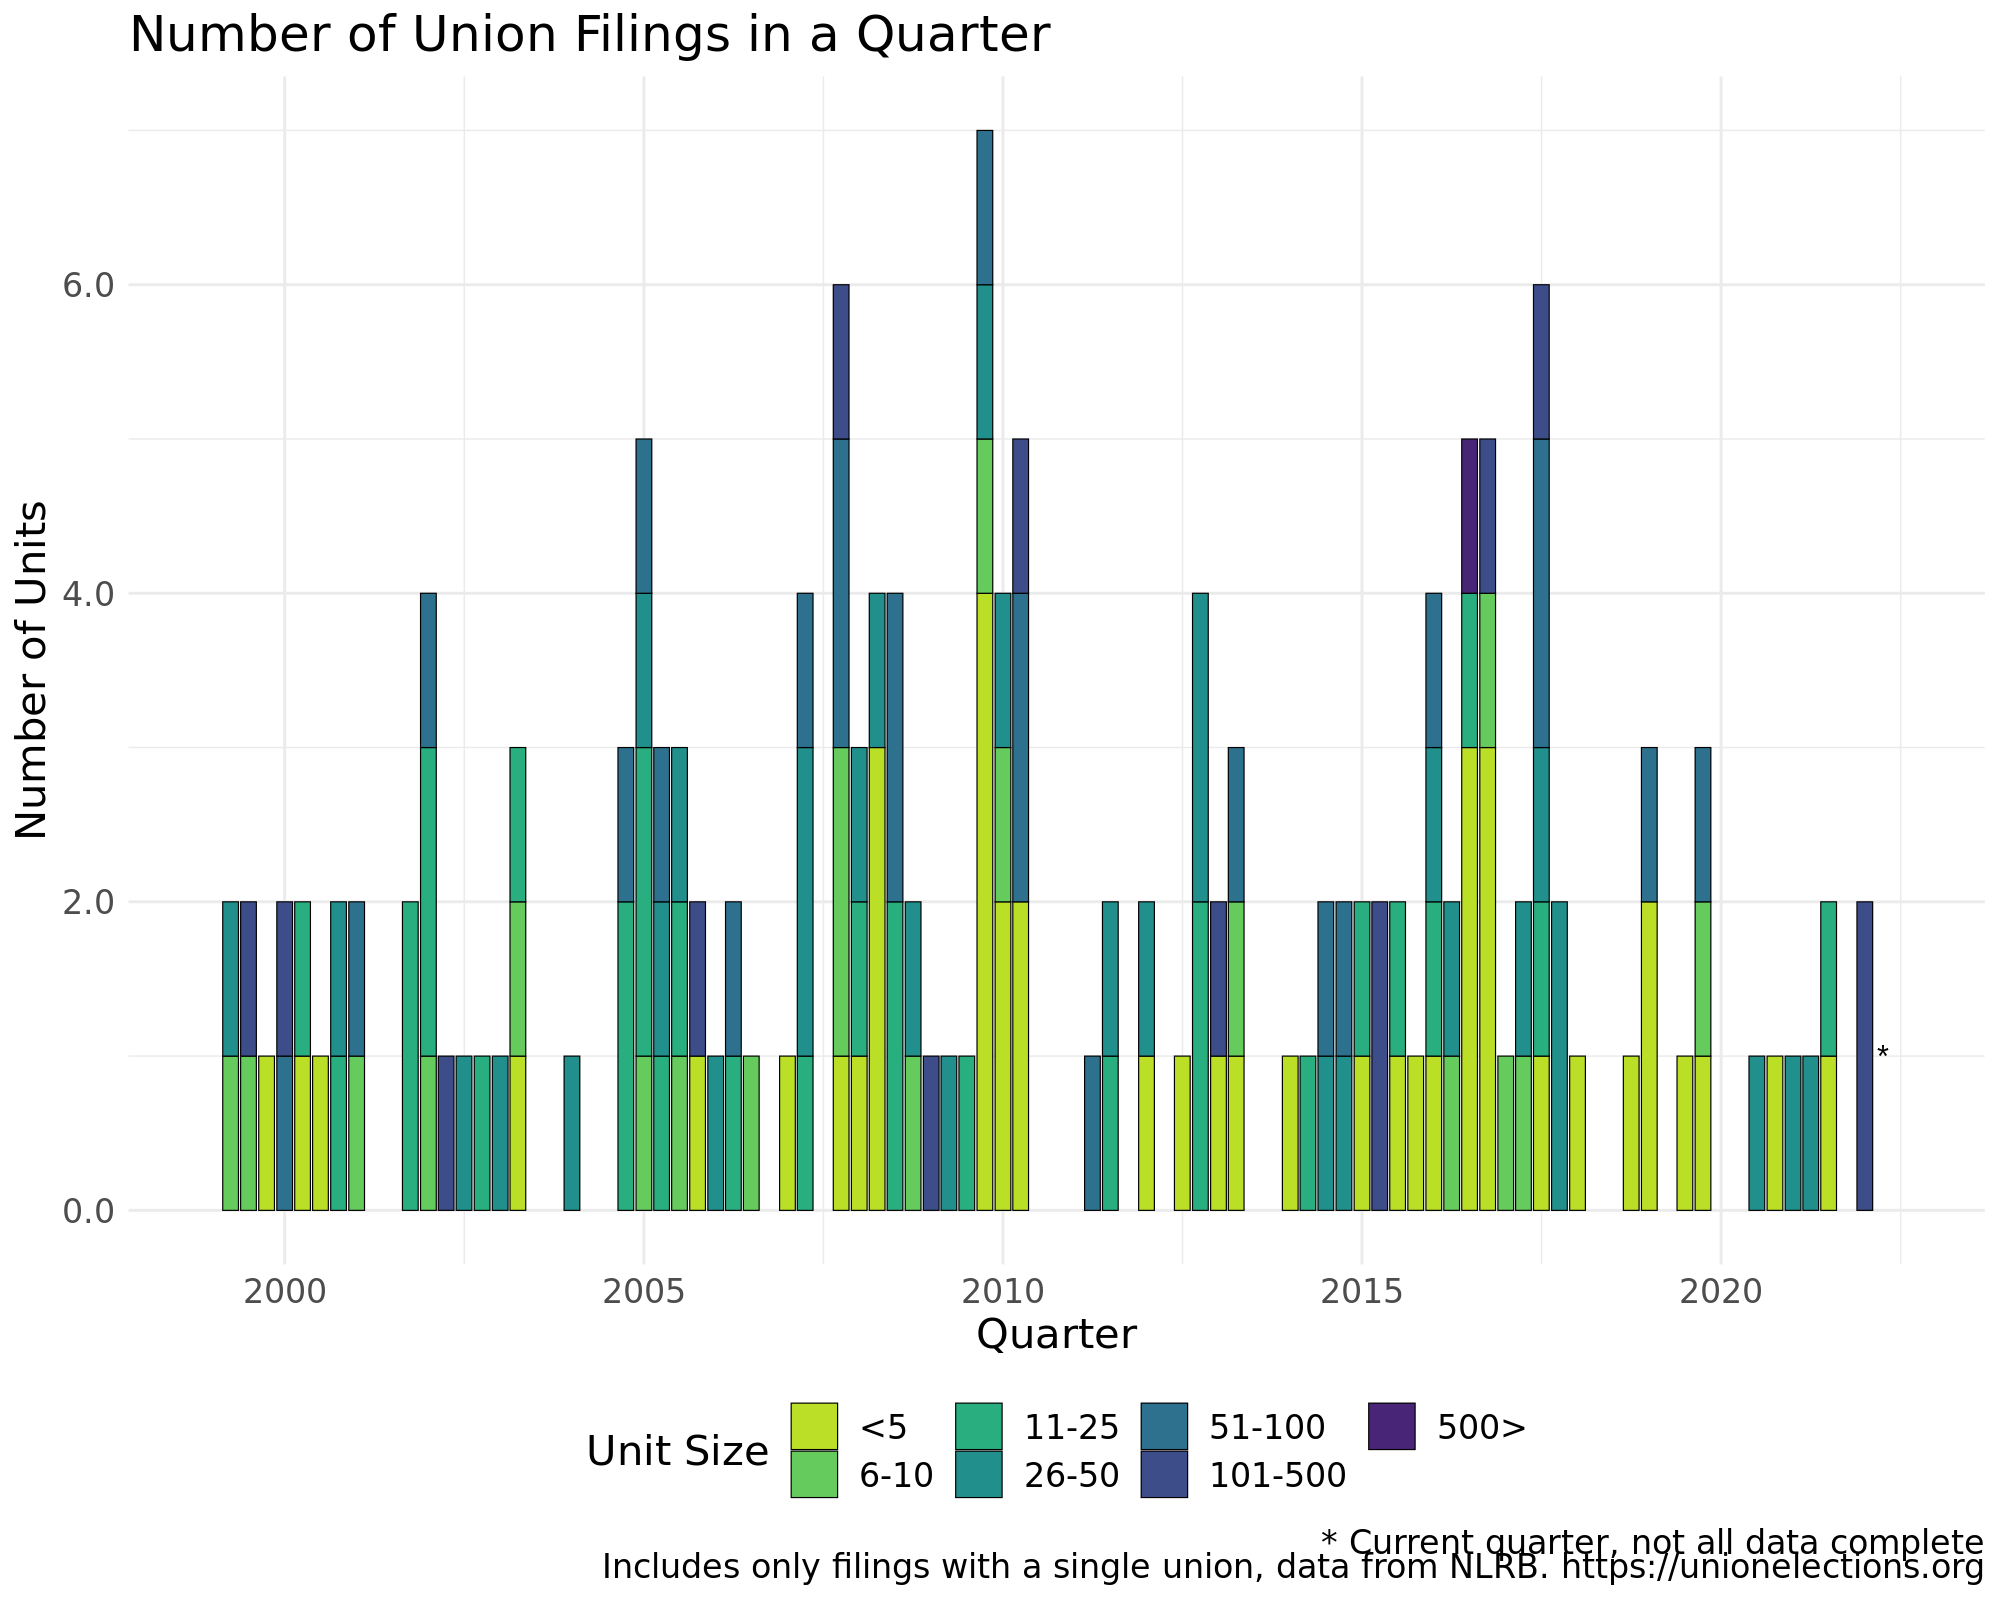 Number of Union Filings in a Quarter
Number of Units
6.0
4.0
2.0
0.0
*
2000 2005 2010 2015 2020
Quarter
Unit Size
<5 11-25 51-100 500>
6-10 26-50 101-500
* Current quarter, not all data complete
Includes only filings with a single union, data from NLRB. https://unionelections.org